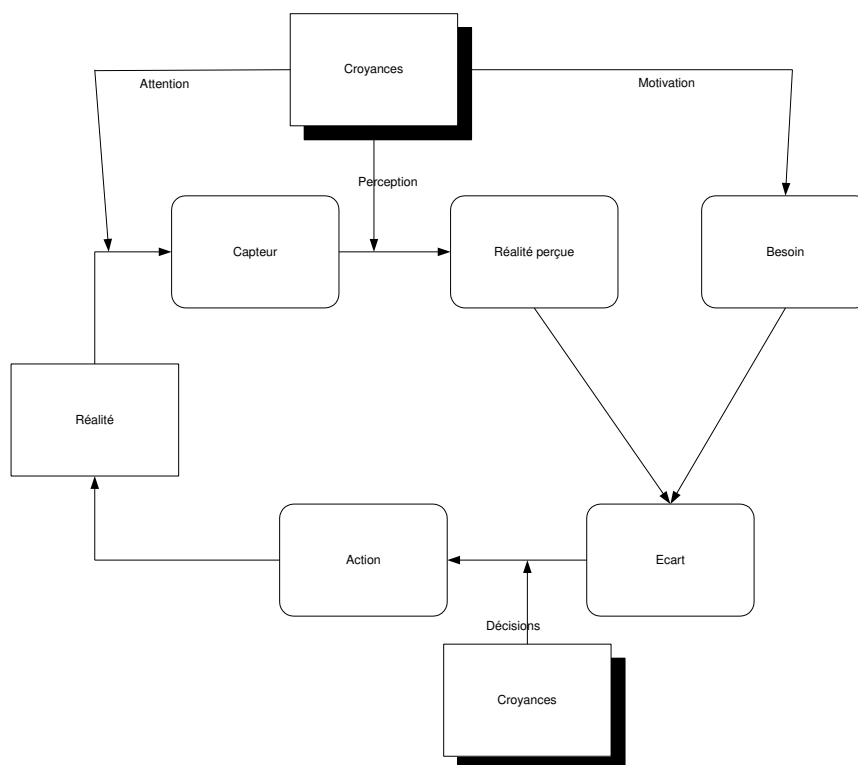 Croyances
Attention
Motivation
Perception
Capteur
Réalité perçue
Besoin
Réalité
Action
Ecart
Décisions
Croyances